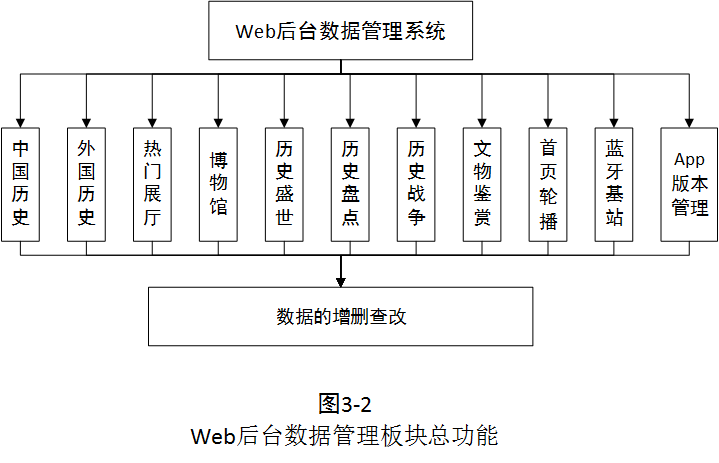 Web后台数据管理系统
中国历史
外国历史
热门展厅
博物馆
历史盛世
历史盘点
历史战争
文物鉴赏
首页轮播
蓝牙基站
App
版本
管理
数据的增删查改
图3-2
Web后台数据管理板块总功能